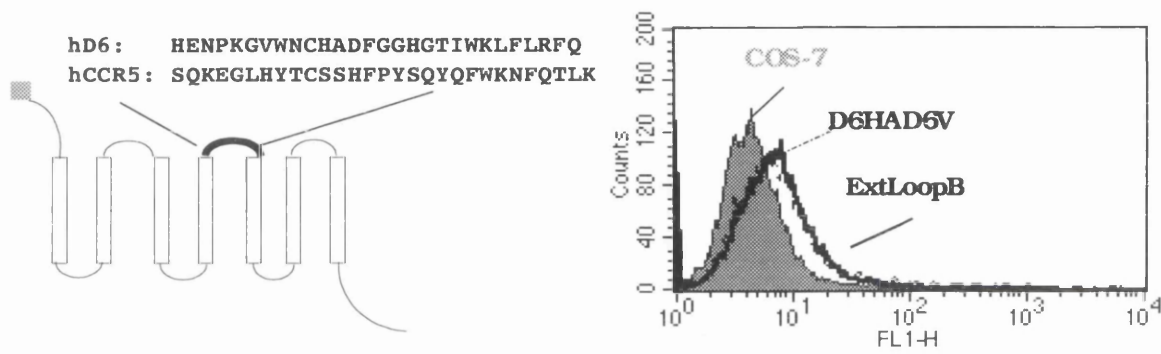 hD6: HENPKGVWNCHADFGGHGTIWKLFLRFQ
hCCR5: SQKEGLHYTCSSHFPYSQYQFWKNFQTLK
200
160
120
80
40
0
Counts
COS-7
D6HAD6V
ExtLoopB
10^0 10^1 10^2 10^3 10^4
FL1-H